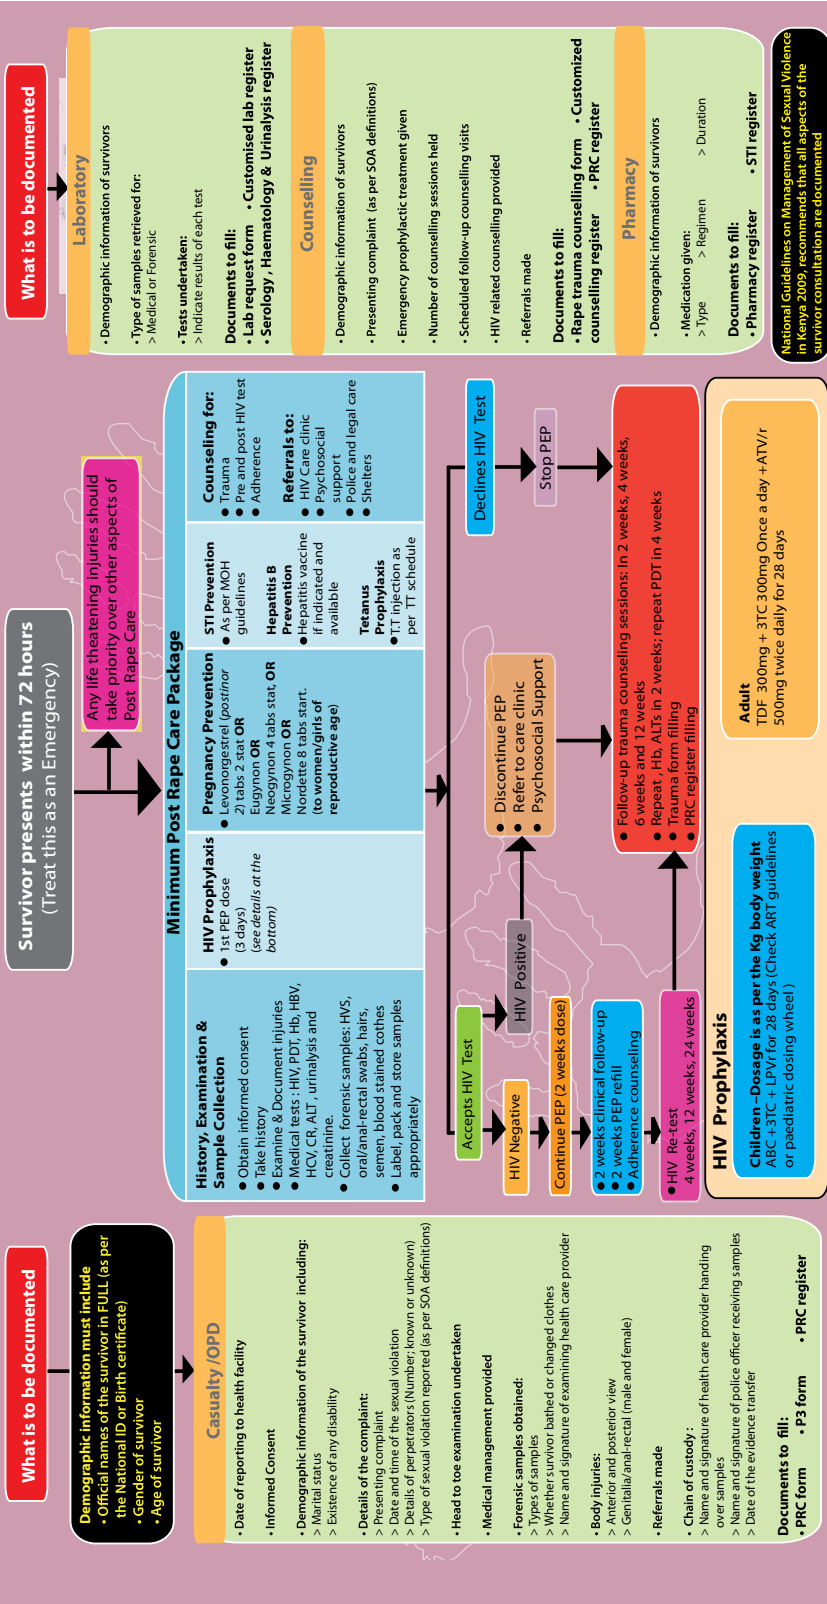 What is to be documented
Demographic information must include
• Official names of the survivor in FULL (as per
the National ID or Birth certificate)
• Gender of survivor
• Age of survivor
Casualty /OPD
• Date of reporting to health facility
• Informed Consent
• Demographic information of the survivor including:
> Marital status
> Existence of any disability
• Details of the complaint:
> Presenting complaint
> Date and time of the sexual violation
> Details of perpetrators (Number; known or unknown)
> Type of sexual violation reported (as per SOA definitions)
• Head to toe examination undertaken
• Medical management provided
• Forensic samples obtained:
> Types of samples
> Whether survivor bathed or changed clothes
> Name and signature of examining health care provider
• Body injuries:
> Anterior and posterior view
> Genitalia/anal-rectal (male and female)
• Referrals made
• Chain of custody :
> Name and signature of health care provider handing
over samples
> Name and signature of police officer receiving samples
> Date of the evidence transfer
Documents to fill:
• PRC form • P3 form • PRC register
Survivor presents within 72 hours
(Treat this as an Emergency)
Any life theatening injuries should
take priority over other aspects of
Post Rape Care
Minimum Post Rape Care Package
History, Examination &
Sample Collection
● Obtain informed consent
● Take history
● Examine & Document injuries
● Medical tests : HIV, PDT, Hb, HBV,
HCV, CR, ALT , urinalysis and
creatinine.
● Collect forensic samples: HVS,
oral/anal-rectal swabs, hairs,
semen, blood stained cothes
● Label, pack and store samples
appropriately
HIV Prophylaxis
● 1st PEP dose
(3 days)
(see details at the
bottom)
Pregnancy Prevention
● Levonorgestrel (postinor
2) tabs 2 stat OR
Eugynon OR
Neogynon 4 tabs stat, OR
Microgynon OR
Nordette 8 tabs start.
(to women/girls of
reproductive age)
STI Prevention
● As per MOH
guidelines
Hepatitis B
Prevention
● Hepatitis vaccine
if indicated and
available
Tetanus
Prophylaxis
● T.T injection as
per TT schedule
Counseling for:
● Trauma
● Pre and post HIV test
● Adherence
Referrals to:
● HIV Care clinic
● Psychosocial
support
● Police and legal care
● Shelters
Accepts HIV Test
Declines HIV Test
HIV Negative
HIV Positive
Stop PEP
Continue PEP (2 weeks dose)
● Discontinue PEP
● Refer to care clinic
● Psychosocial Support
● 2 weeks clinical follow-up
● 2 weeks PEP refill
● Adherence counseling
● HIV Re-test
4 weeks, 12 weeks, 24 weeks
● Follow-up trauma counseling sessions: In 2 weeks, 4 weeks,
6 weeks and 12 weeks
● Repeat , Hb, ALTs in 2 weeks; repeat PDT in 4 weeks
● Trauma form filling
● PRC register filling
HIV Prophylaxis
Children –Dosage is as per the Kg body weight
ABC +3TC + LPV/r for 28 days (Check ART guidelines
or paediatric dosing wheel )
Adult
TDF 300mg + 3TC 300mg Once a day +ATV/r
500mg twice daily for 28 days
What is to be documented
Laboratory
• Demographic information of survivors
• Type of samples retrieved for:
> Medical or Forensic
• Tests undertaken:
> Indicate results of each test
Documents to fill:
• Lab request form • Customised lab register
• Serology , Haematology & Urinalysis register
Counselling
• Demographic information of survivors
• Presenting complaint (as per SOA definitions)
• Emergency prophylactic treatment given
• Number of counselling sessions held
• Scheduled follow-up counselling visits
• HIV related counselling provided
• Referrals made
Documents to fill:
• Rape trauma counselling form • Customized
counselling register • PRC register
Pharmacy
• Demographic information of survivors
• Medication given:
> Type > Regimen > Duration
Documents to fill:
• Pharmacy register • STI register
National Guidelines on Management of Sexual Violence
in Kenya 2009, recommends that all aspects of the
survivor consultation are documented